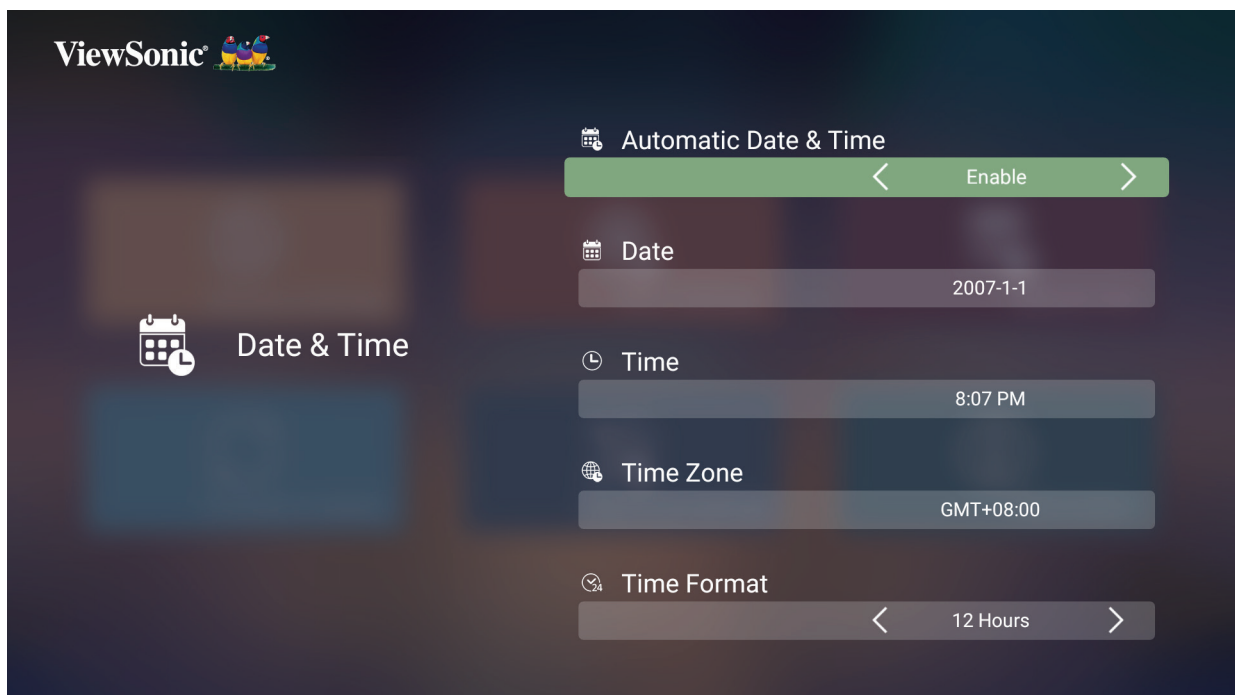 ViewSonic®
Automatic Date & Time
Enable
Date
2007-1-1
Date & Time
Time
8:07 PM
Time Zone
GMT+08:00
Time Format
12 Hours